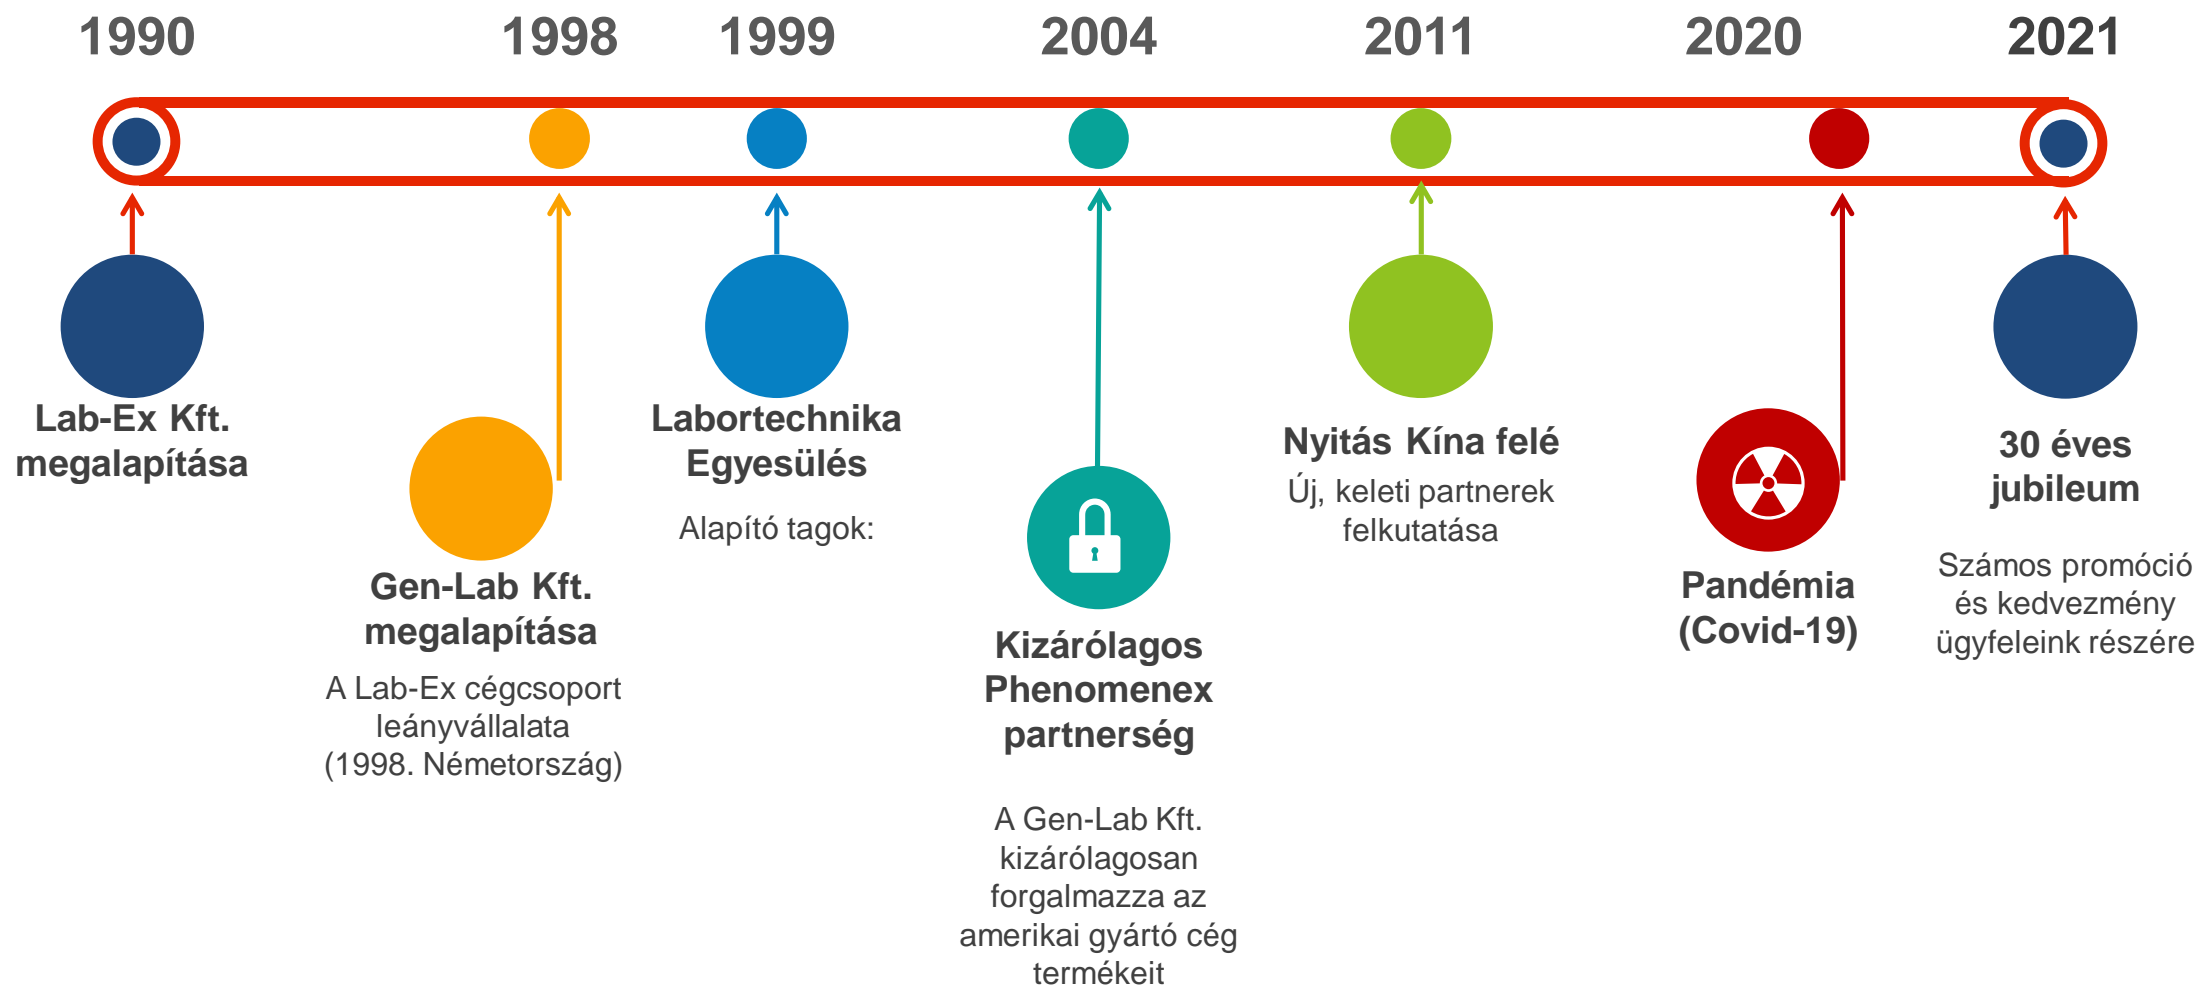 1990
1998
1999
2004
2011
2020
2021
Lab-Ex Kft.
megalapítása
Gen-Lab Kft.
megalapítása
A Lab-Ex cégcsoport
leányvállalata
(1998. Németország)
Labortechnika
Egyesülés
Alapító tagok:
Kizárólagos
Phenomenex
partnerség
A Gen-Lab Kft.
kizárólagosan
forgalmazza az
amerikai gyártó cég
termékeit
Nyitás Kína felé
Új, keleti partnerek
felkutatása
Pandémia
(Covid-19)
30 éves
jubileum
Számos promóció
és kedvezmény
ügyfeleink részére